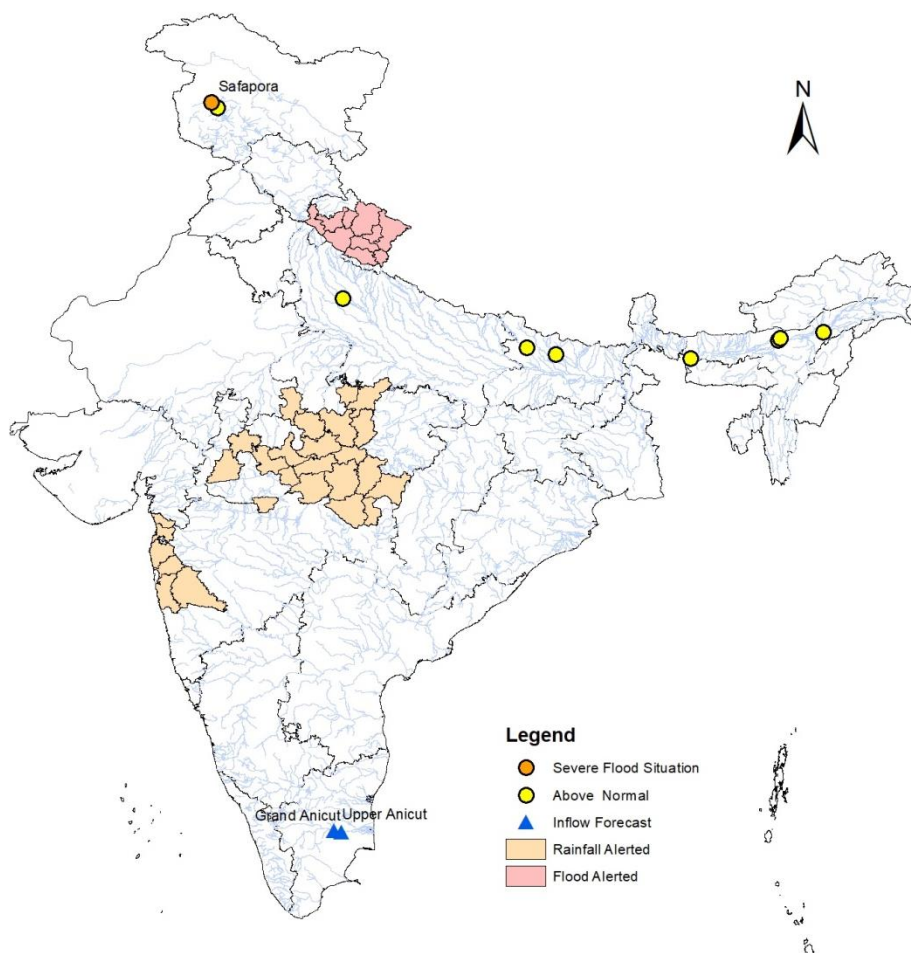 Safapora
N
Grand Anicut Upper Anicut
Legend
Severe Flood Situation
Above Normal
Inflow Forecast
Rainfall Alerted
Flood Alerted